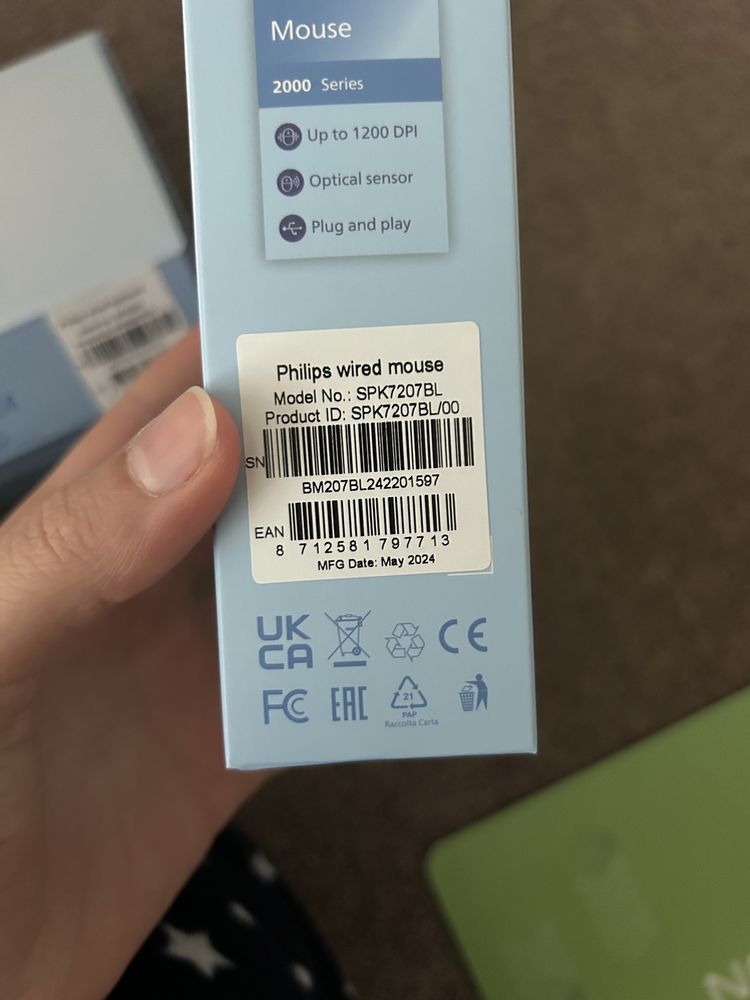 Mouse
2000 Series
Up to 1200 DPI
Optical sensor
Plug and play
Philips wired mouse
Model No.: SPK7207BL
Product ID: SPK7207BL/00
SN
BM207BL242201597
EAN
8 712581 797713
MFG Date: May 2024
UK
CA
CE
FC
EAC
21
PAP
Raccolta Carta